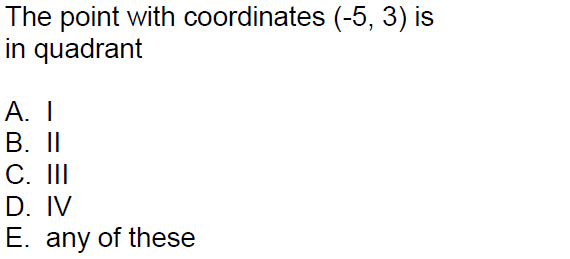 The point with coordinates (-5, 3) is
in quadrant
A. I
B. II
C. III
D. IV
E. any of these